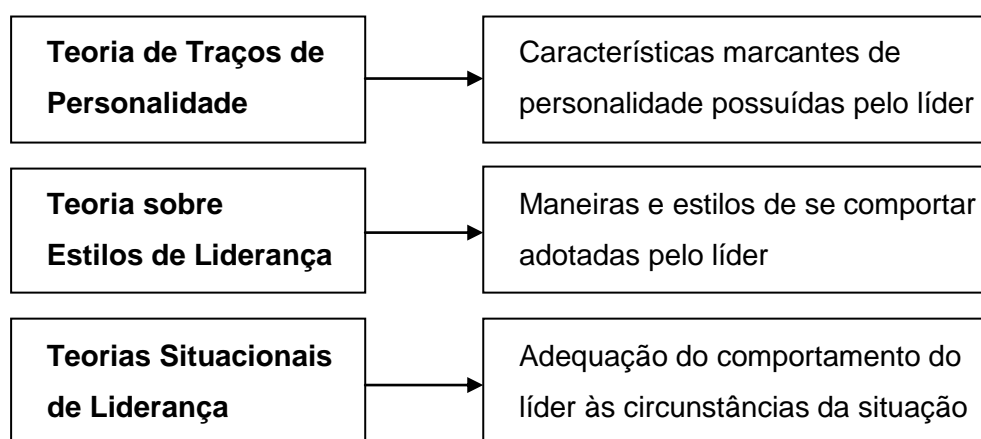 Teoria de Traços de
Personalidade
Características marcantes de
personalidade possuídas pelo líder
Teoria sobre
Estilos de Liderança
Maneiras e estilos de se comportar
adotadas pelo líder
Teorias Situacionais
de Liderança
Adequação do comportamento do
líder às circunstâncias da situação